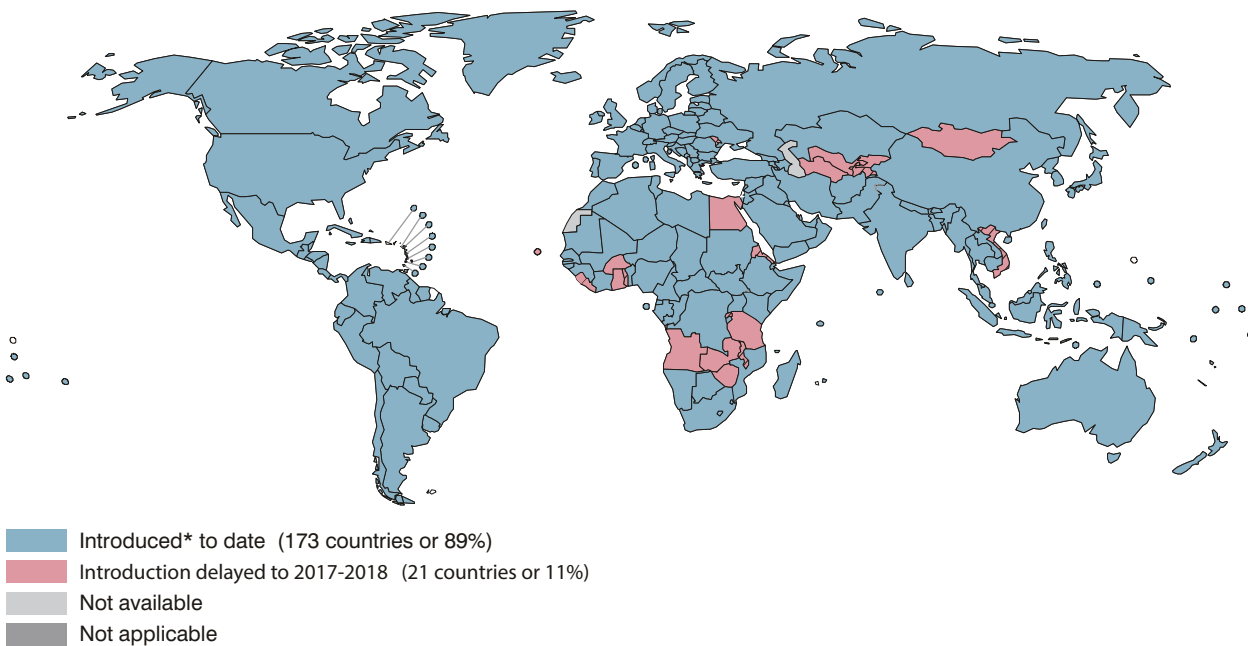 Introduced* to date (173 countries or 89%)
Introduction delayed to 2017-2018 (21 countries or 11%)
Not available
Not applicable